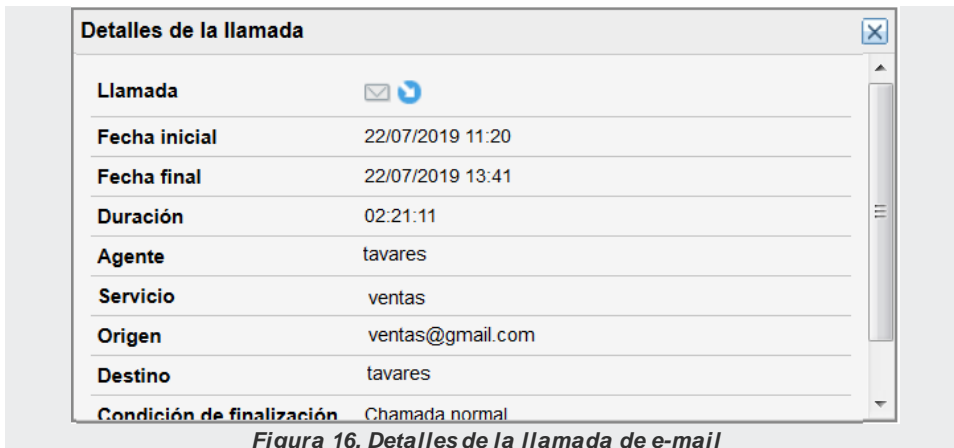 Detalles de la llamada
Llamada
Fecha inicial 22/07/2019 11:20
Fecha final 22/07/2019 13:41
Duración 02:21:11
Agente tavares
Servicio ventas
Origen ventas@gmail.com
Destino tavares
Condición de finalización Chamada normal
Figura 16. Detalles de la llamada de e-mail